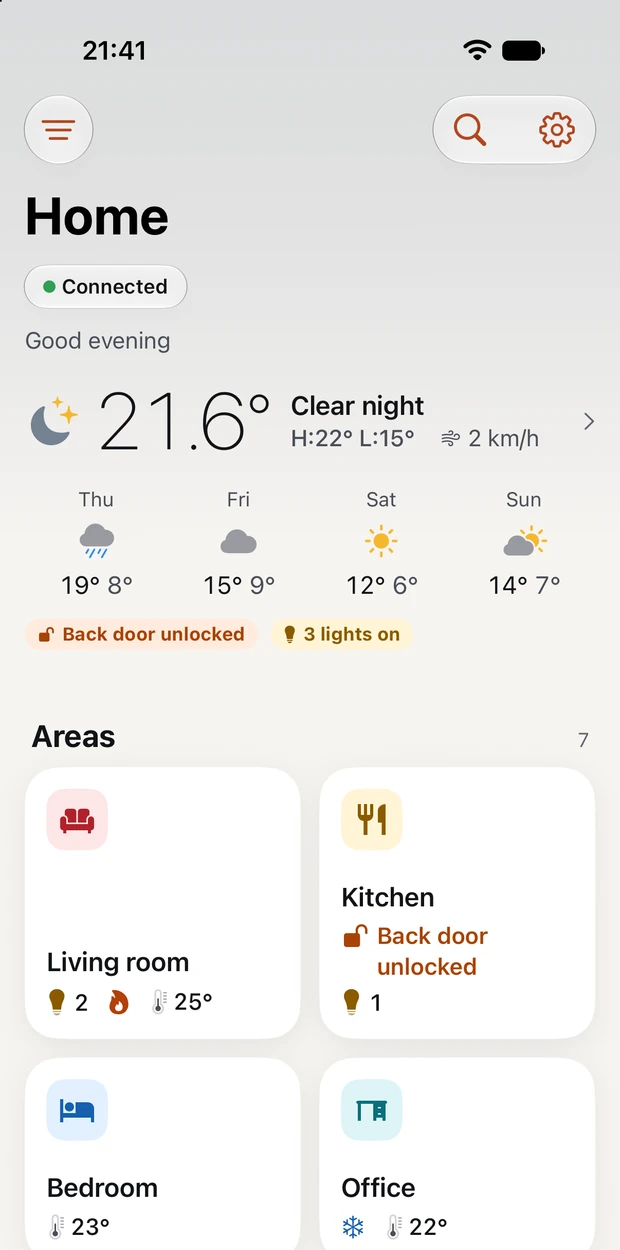 21:41
Home
Connected
Good evening
21.6° Clear night
H:22° L:15° 2 km/h
Thu Fri Sat Sun
19° 8° 15° 9° 12° 6° 14° 7°
Back door unlocked 3 lights on
Areas 7
Living room
2 25°
Kitchen
Back door
unlocked
1
Bedroom
23°
Office
22°